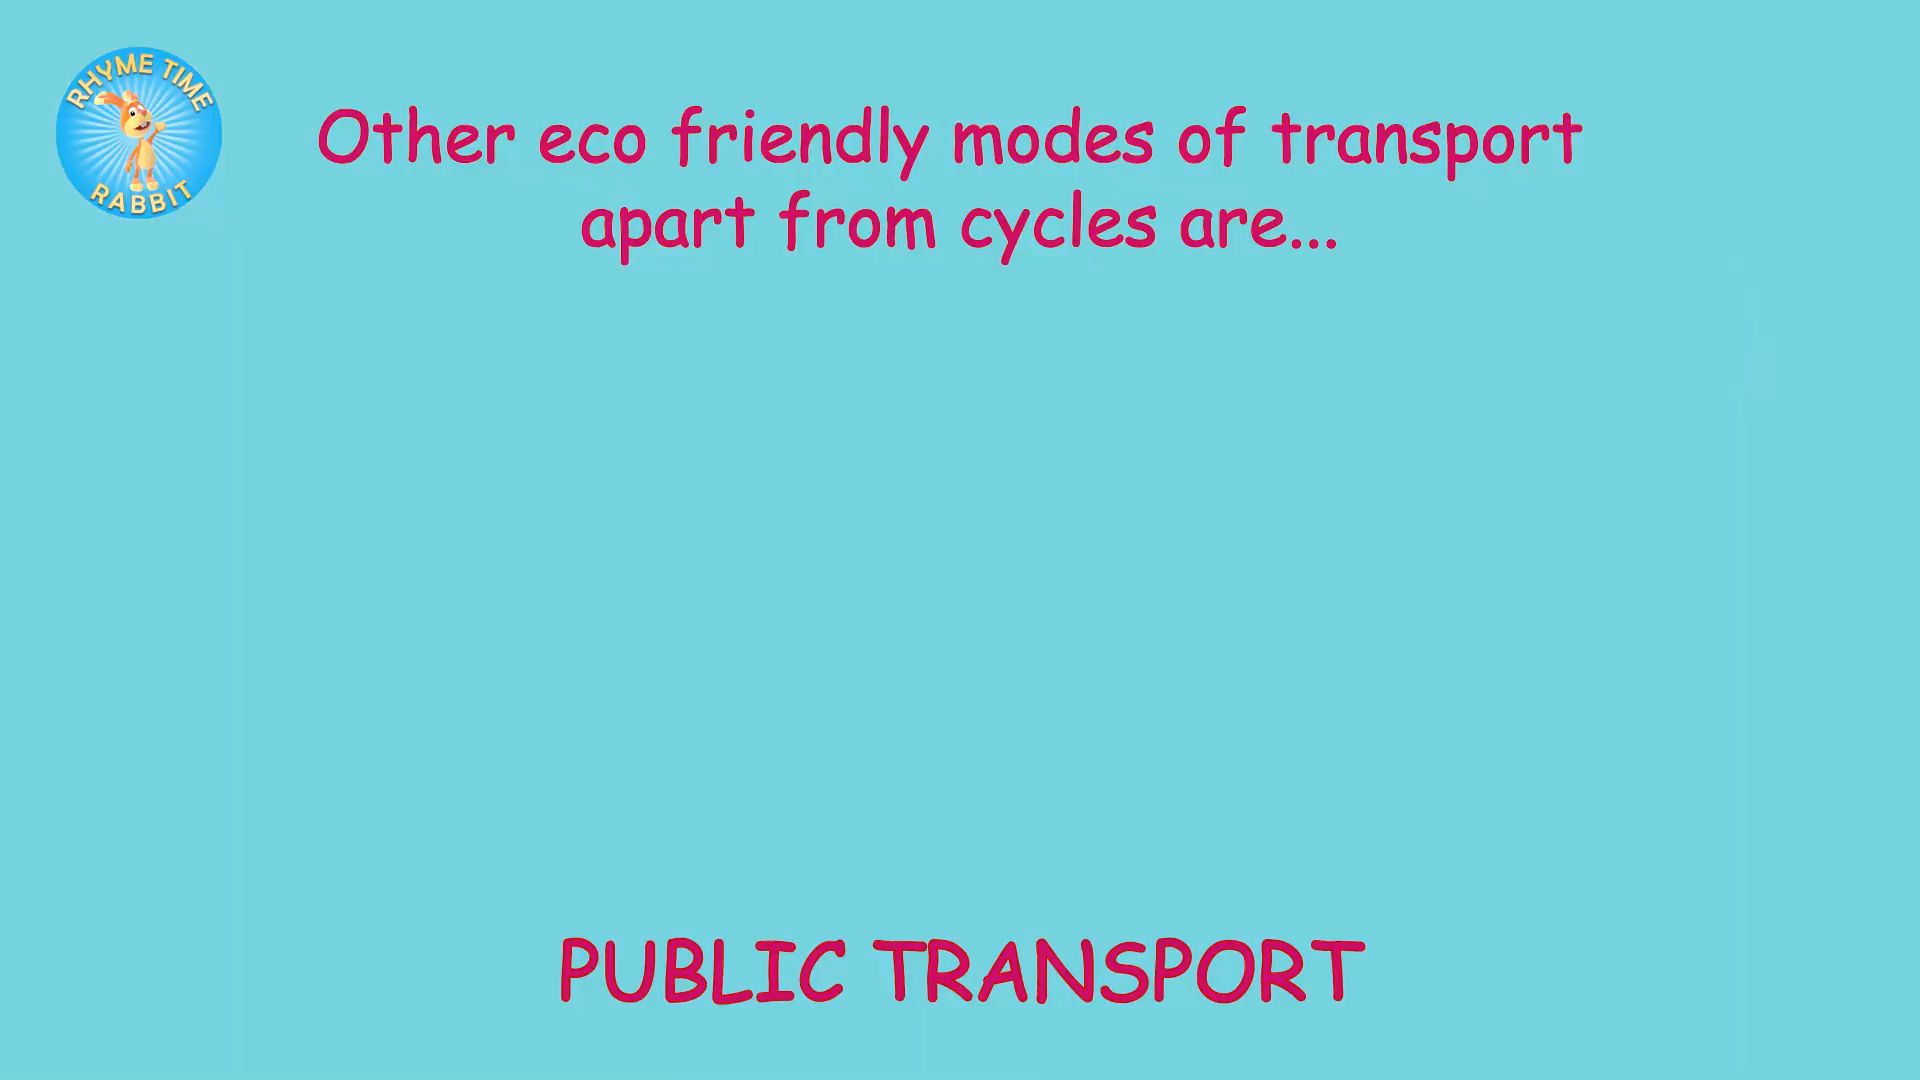 RHYME TIME
RABBIT
Other eco friendly modes of transport
apart from cycles are...
PUBLIC TRANSPORT